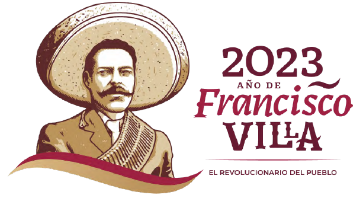 2023
AÑO DE
Francisco
VILLA
EL REVOLUCIONARIO DEL PUEBLO